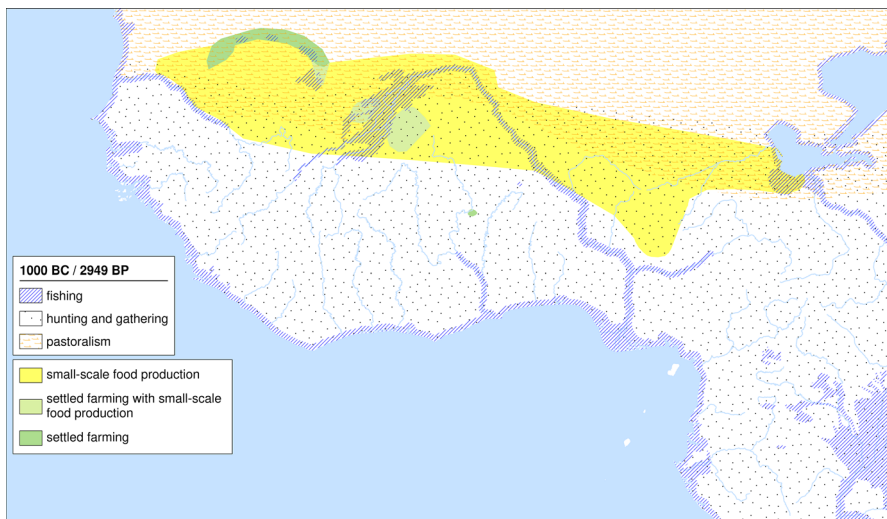 1000 BC / 2949 BP
fishing
hunting and gathering
pastoralism
small-scale food production
settled farming with small-scale
food production
settled farming